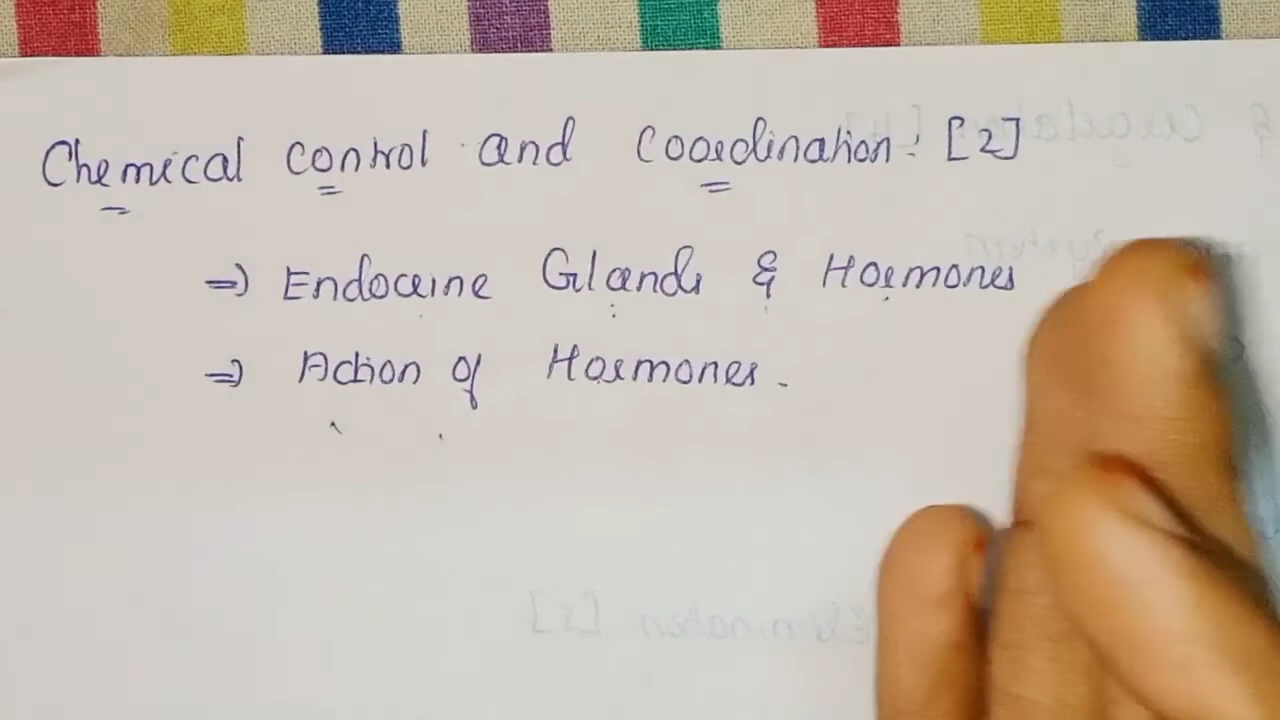 Chemical control and Coordination: [2]
⇒ Endocrine Glands & Hormones
⇒ Action of Hormones.